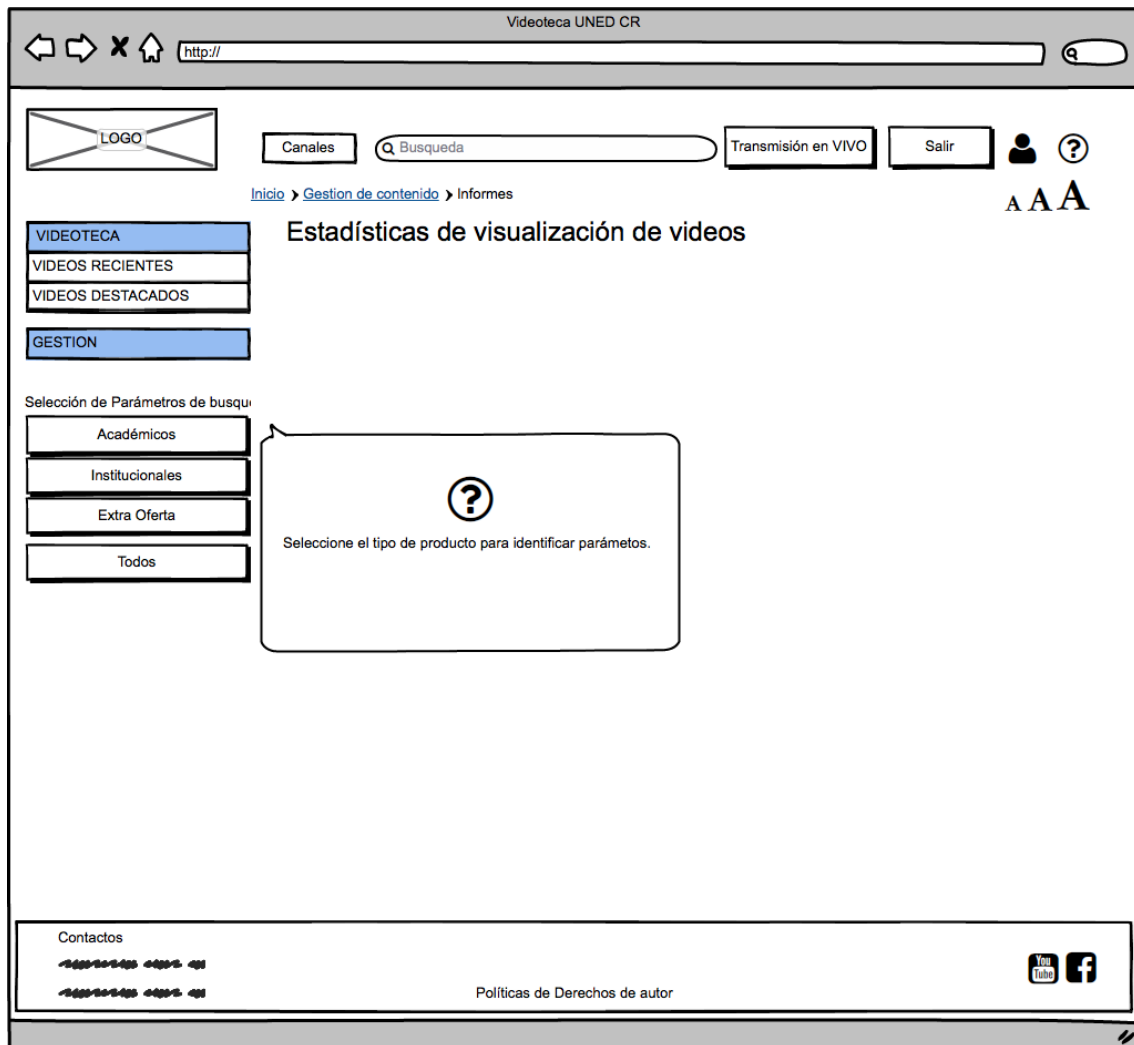 Videoteca UNED CR
http://
LOGO
Canales
Busqueda
Transmisión en VIVO
Salir
Inicio
Gestion de contenido
Informes
A A A
VIDEOTECA
Estadísticas de visualización de videos
VIDEOS RECIENTES
VIDEOS DESTACADOS
GESTION
Selección de Parámetros de busqu
Académicos
Institucionales
Extra Oferta
Todos
Seleccione el tipo de producto para identificar parámetos.
Contactos
Políticas de Derechos de autor
You
Tube